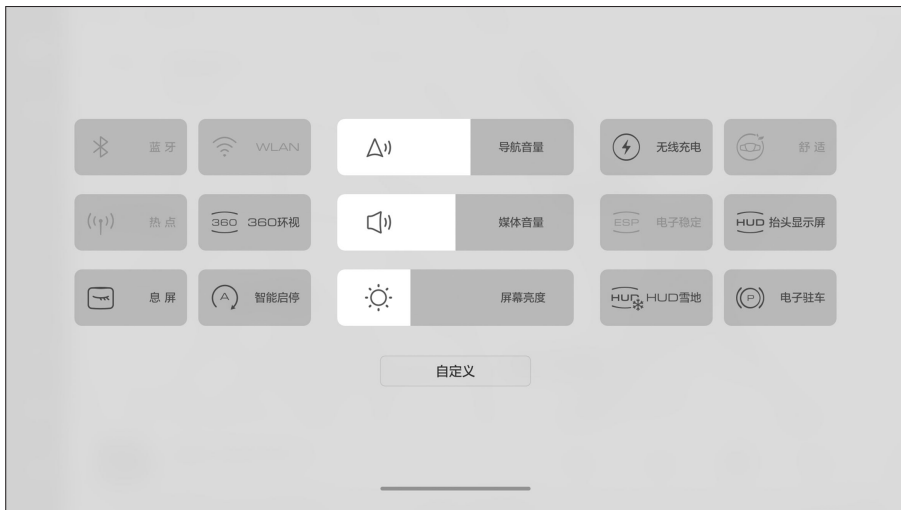 蓝牙
WLAN
导航音量
无线充电
舒适
热点
360 360环视
媒体音量
ESP 电子稳定
HUD 抬头显示屏
息屏
A 智能启停
屏幕亮度
HUD HUD雪地
P 电子驻车
自定义